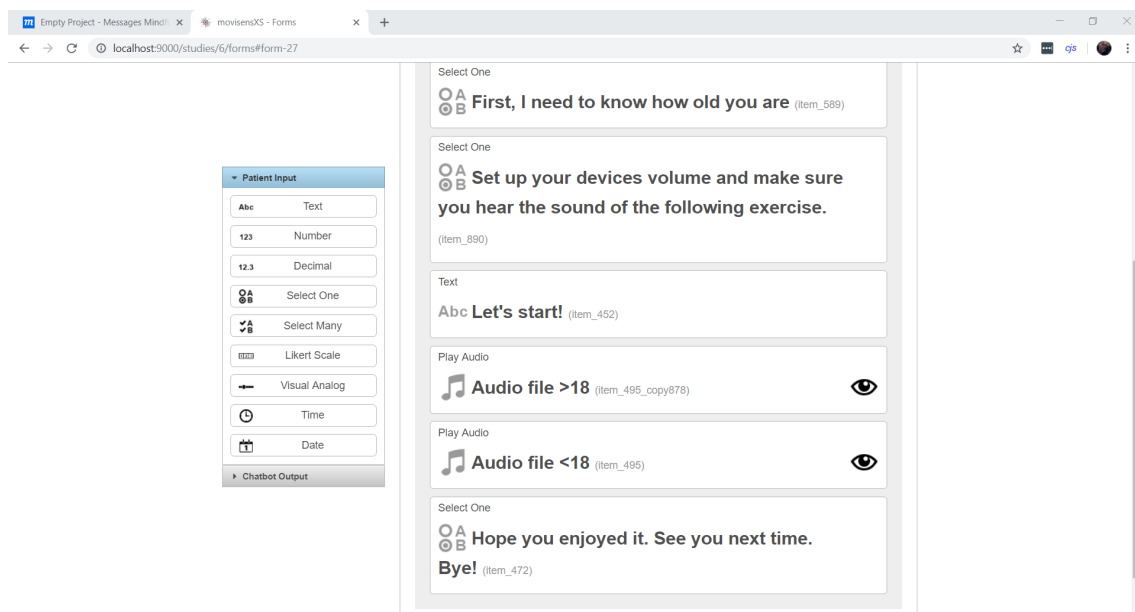 Empty Project - Messages Mindf
movisensXS - Forms
localhost:9000/studies/6/forms#form-27
cjs
Select One
First, I need to know how old you are (item_589)
Select One
Set up your devices volume and make sure
you hear the sound of the following exercise.
(item_890)
Text
Abc Let's start! (item_452)
Play Audio
Audio file >18 (item_495_copy878)
Play Audio
Audio file <18 (item_495)
Select One
Hope you enjoyed it. See you next time.
Bye! (item_472)
Patient Input
Abc Text
123 Number
12.3 Decimal
Select One
Select Many
Likert Scale
Visual Analog
Time
Date
Chatbot Output